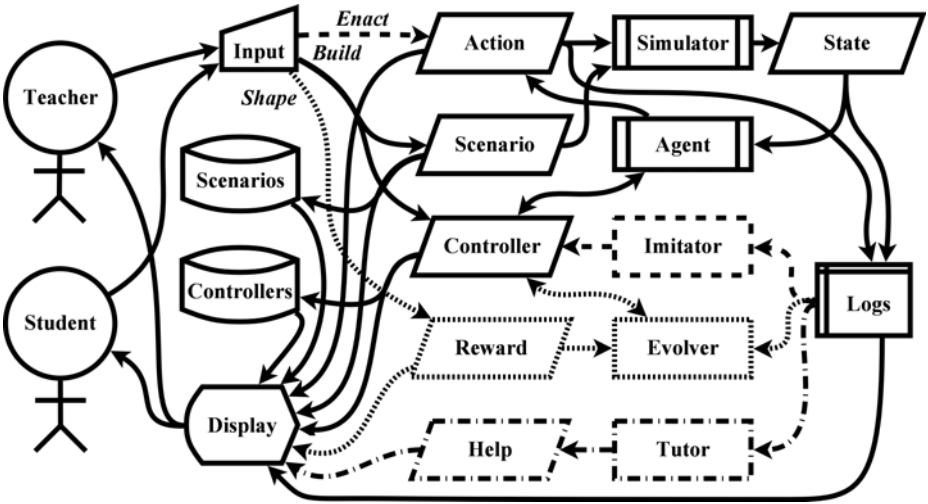 Enact
Input
Build
Action
Simulator
State
Teacher
Shape
Scenario
Agent
Scenarios
Controller
Imitator
Controllers
Student
Reward
Evolver
Logs
Display
Help
Tutor